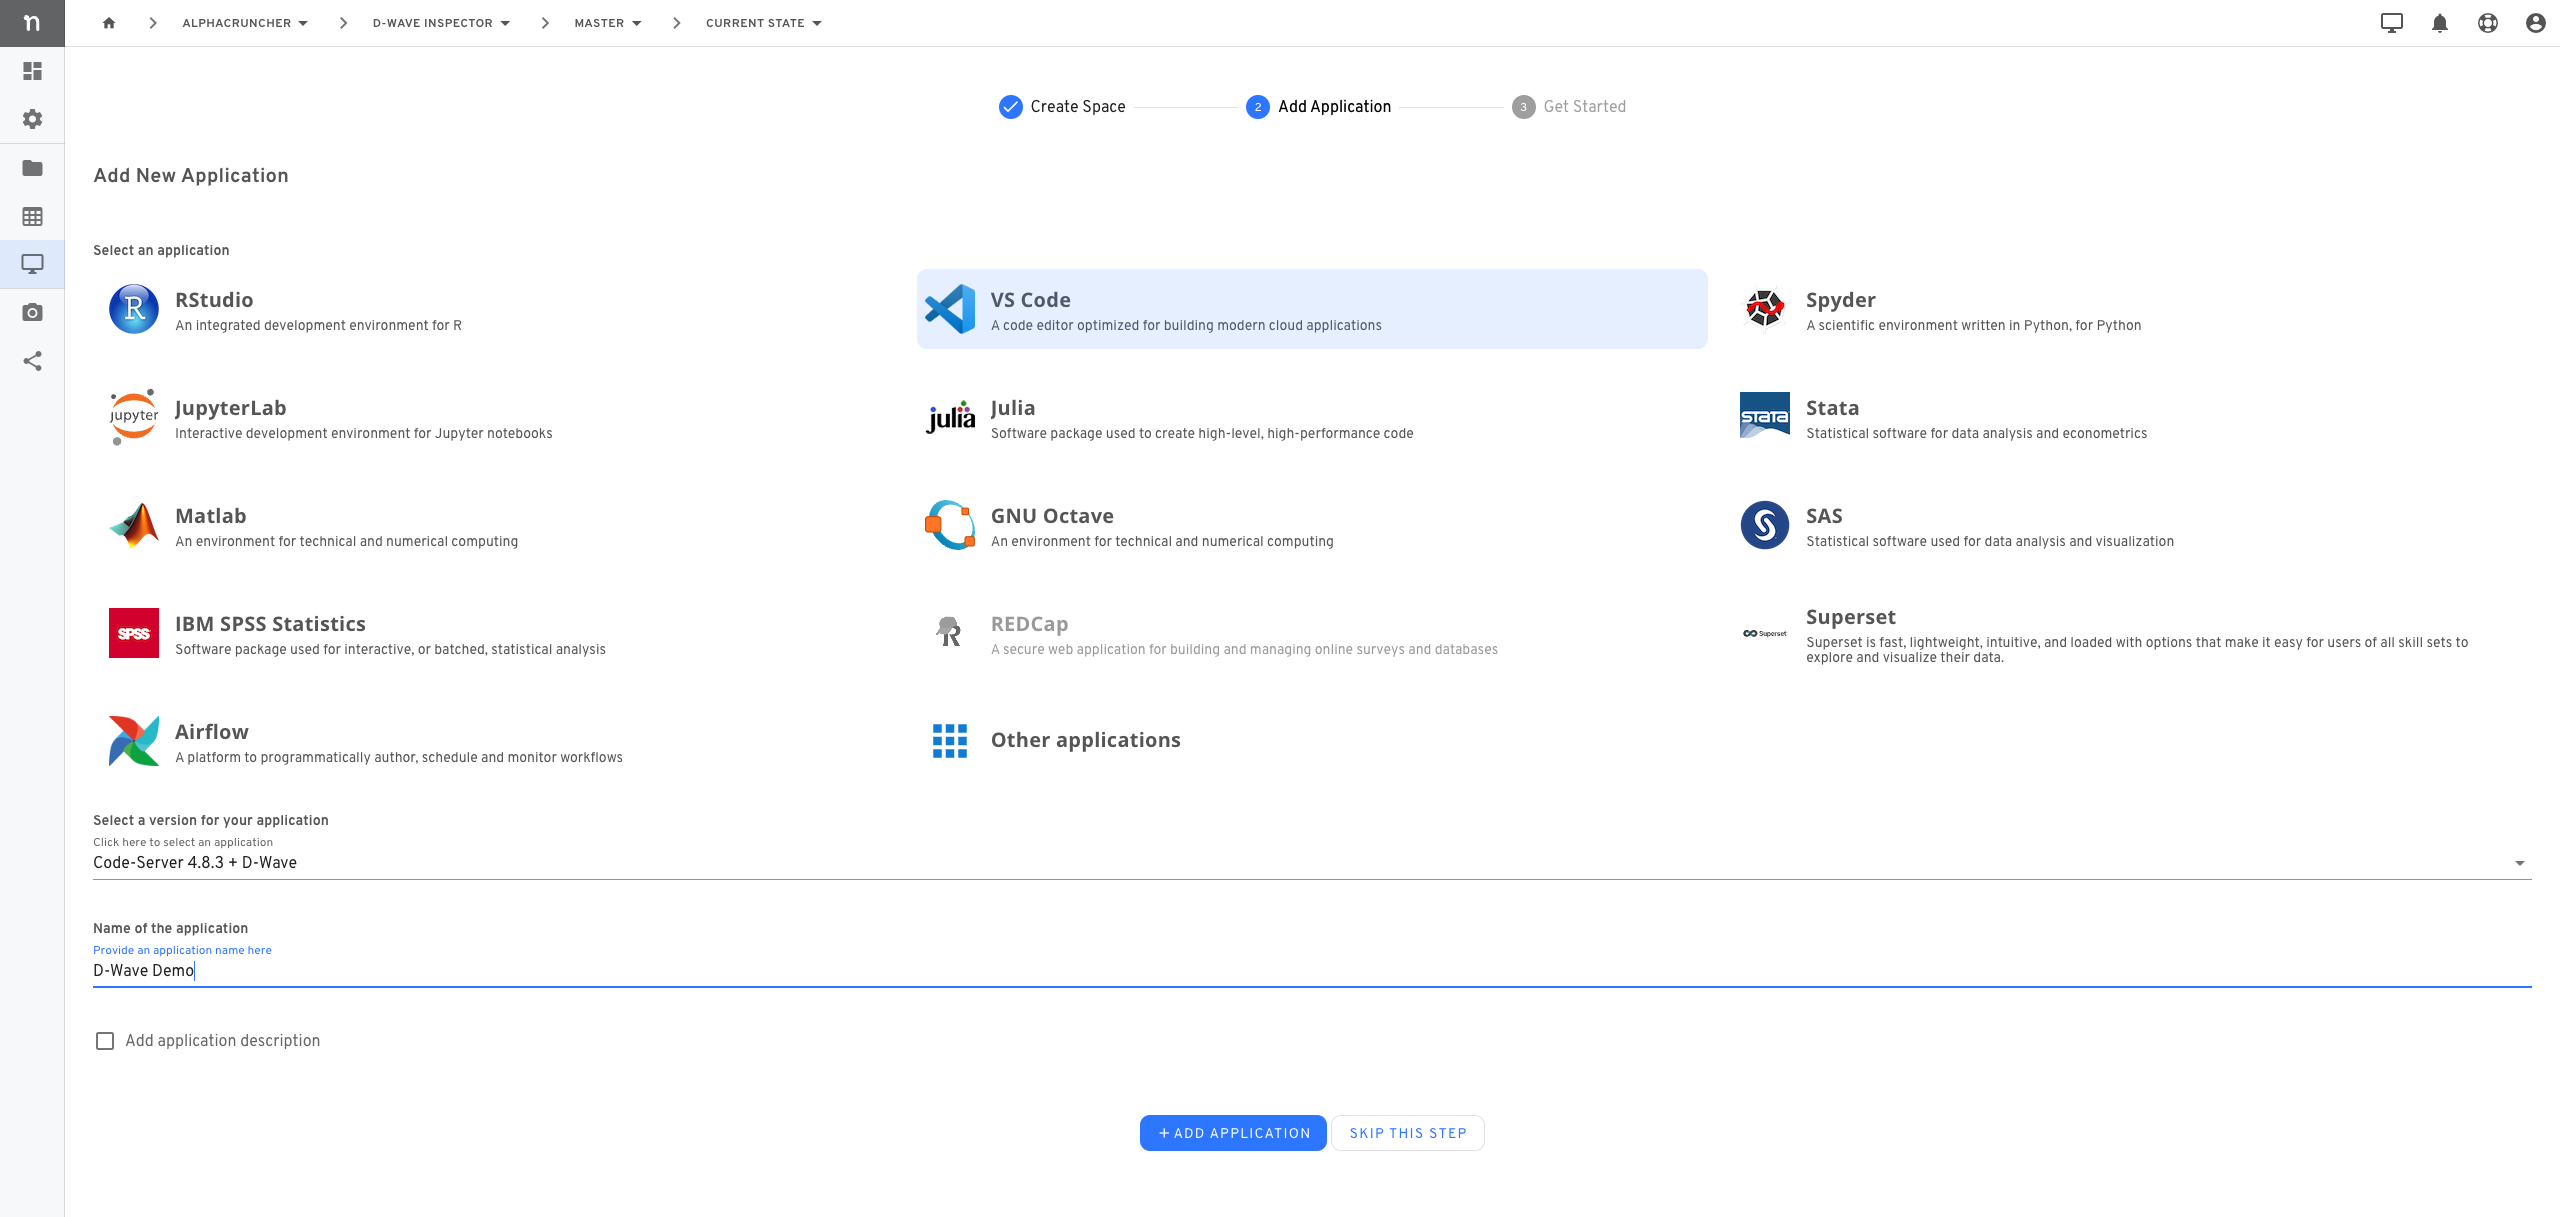 n
ALPHACRUNCHER
D-WAVE INSPECTOR
MASTER
CURRENT STATE
Create Space
2
Add Application
3
Get Started
Add New Application
Select an application
R
RStudio
An integrated development environment for R
VS Code
A code editor optimized for building modern cloud applications
Spyder
A scientific environment written in Python, for Python
jupyter
JupyterLab
Interactive development environment for Jupyter notebooks
julia
Julia
Software package used to create high-level, high-performance code
STATA
Stata
Statistical software for data analysis and econometrics
Matlab
An environment for technical and numerical computing
GNU Octave
An environment for technical and numerical computing
SAS
Statistical software used for data analysis and visualization
SPSS
IBM SPSS Statistics
Software package used for interactive, or batched, statistical analysis
R
REDCap
A secure web application for building and managing online surveys and databases
Superset
Superset
Superset is fast, lightweight, intuitive, and loaded with options that make it easy for users of all skill sets to
explore and visualize their data.
Airflow
A platform to programmatically author, schedule and monitor workflows
Other applications
Select a version for your application
Click here to select an application
Code-Server 4.8.3 + D-Wave
Name of the application
Provide an application name here
D-Wave Demo
Add application description
+ ADD APPLICATION
SKIP THIS STEP